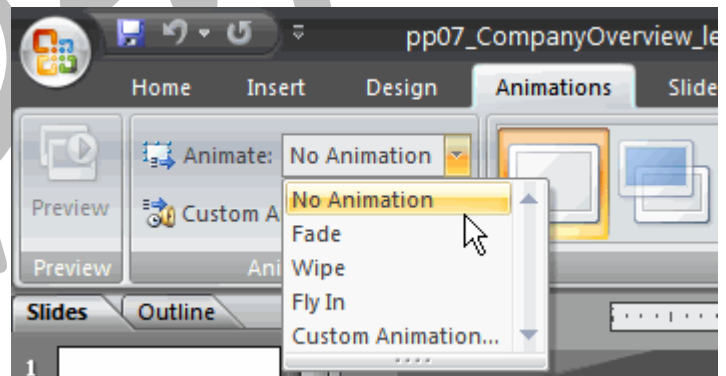 pp07_CompanyOverview_le
Home Insert Design Animations Slide
Animate: No Animation
Preview
Custom A
No Animation
Fade
Wipe
Fly In
Custom Animation...
Preview
Ani
Slides Outline
1